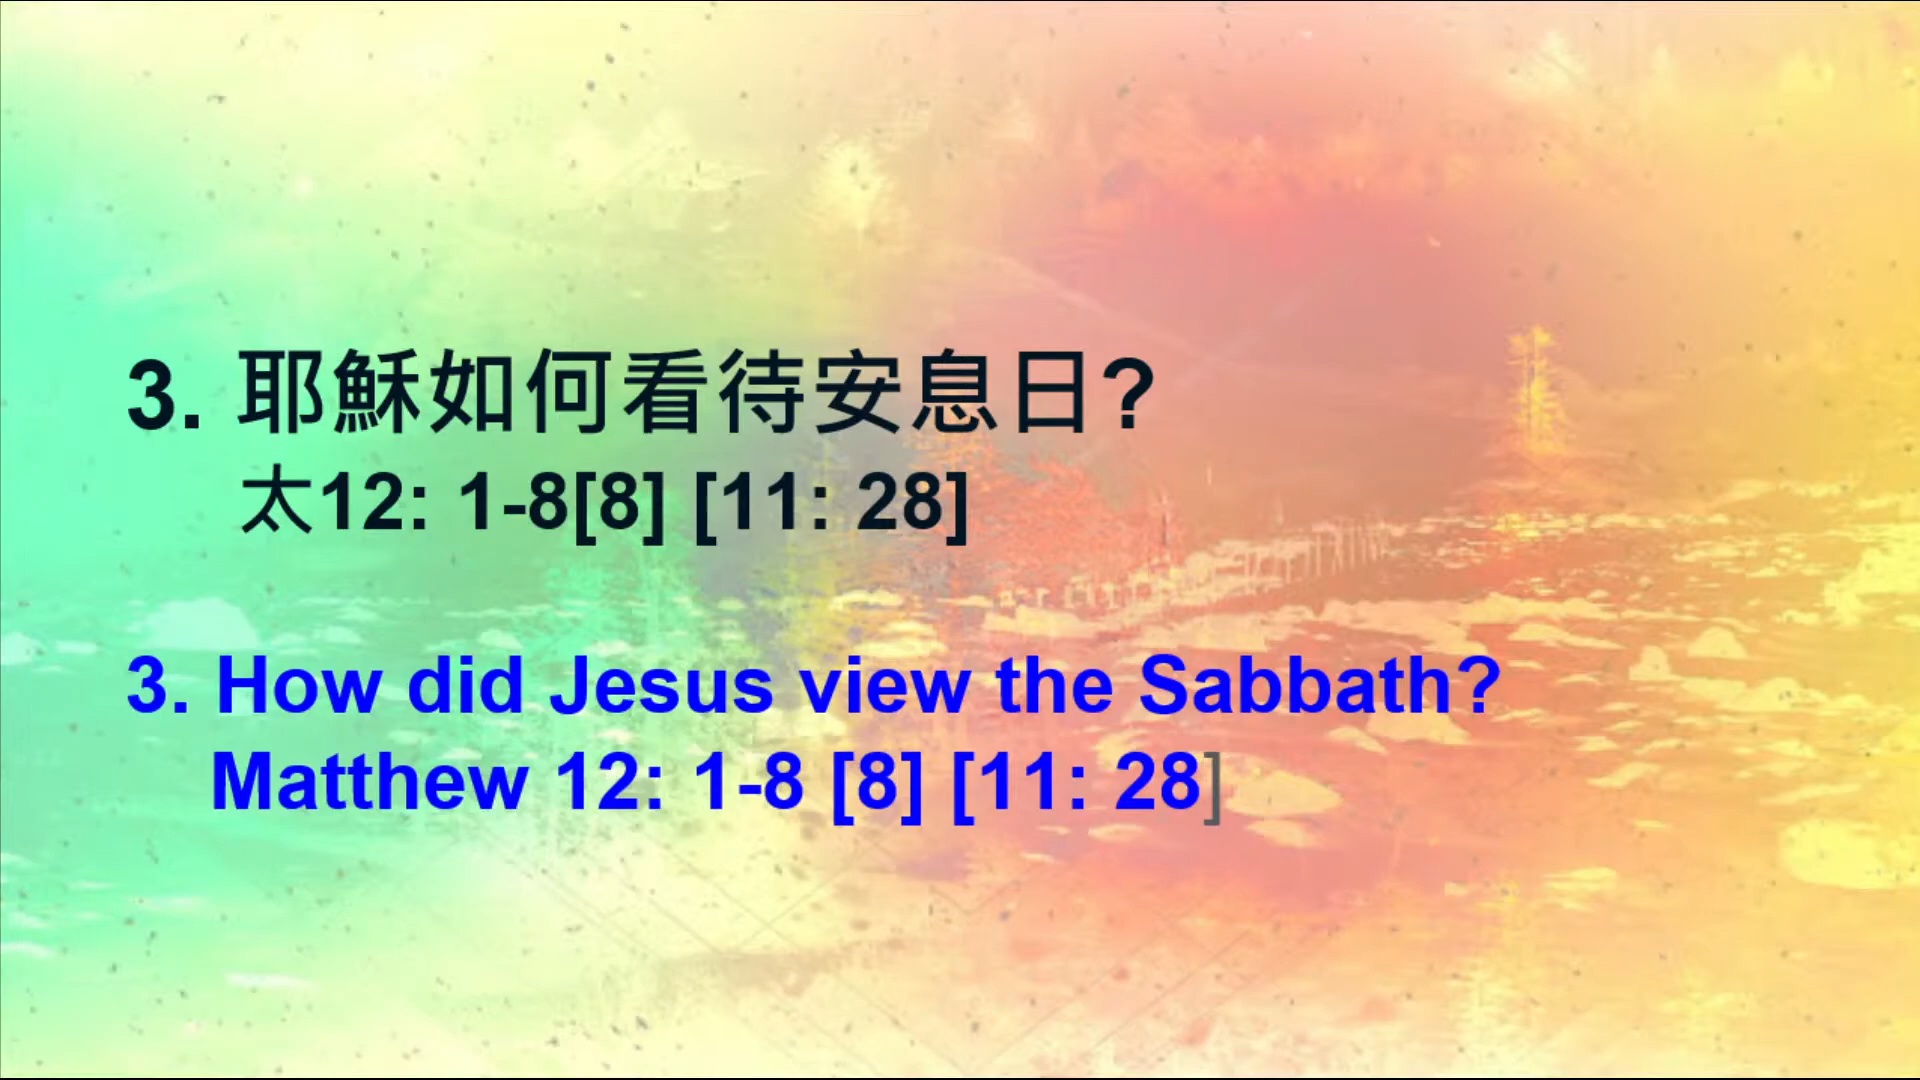 3. 耶穌如何看待安息日?
太12: 1-8[8] [11: 28]
3. How did Jesus view the Sabbath?
Matthew 12: 1-8 [8] [11: 28]